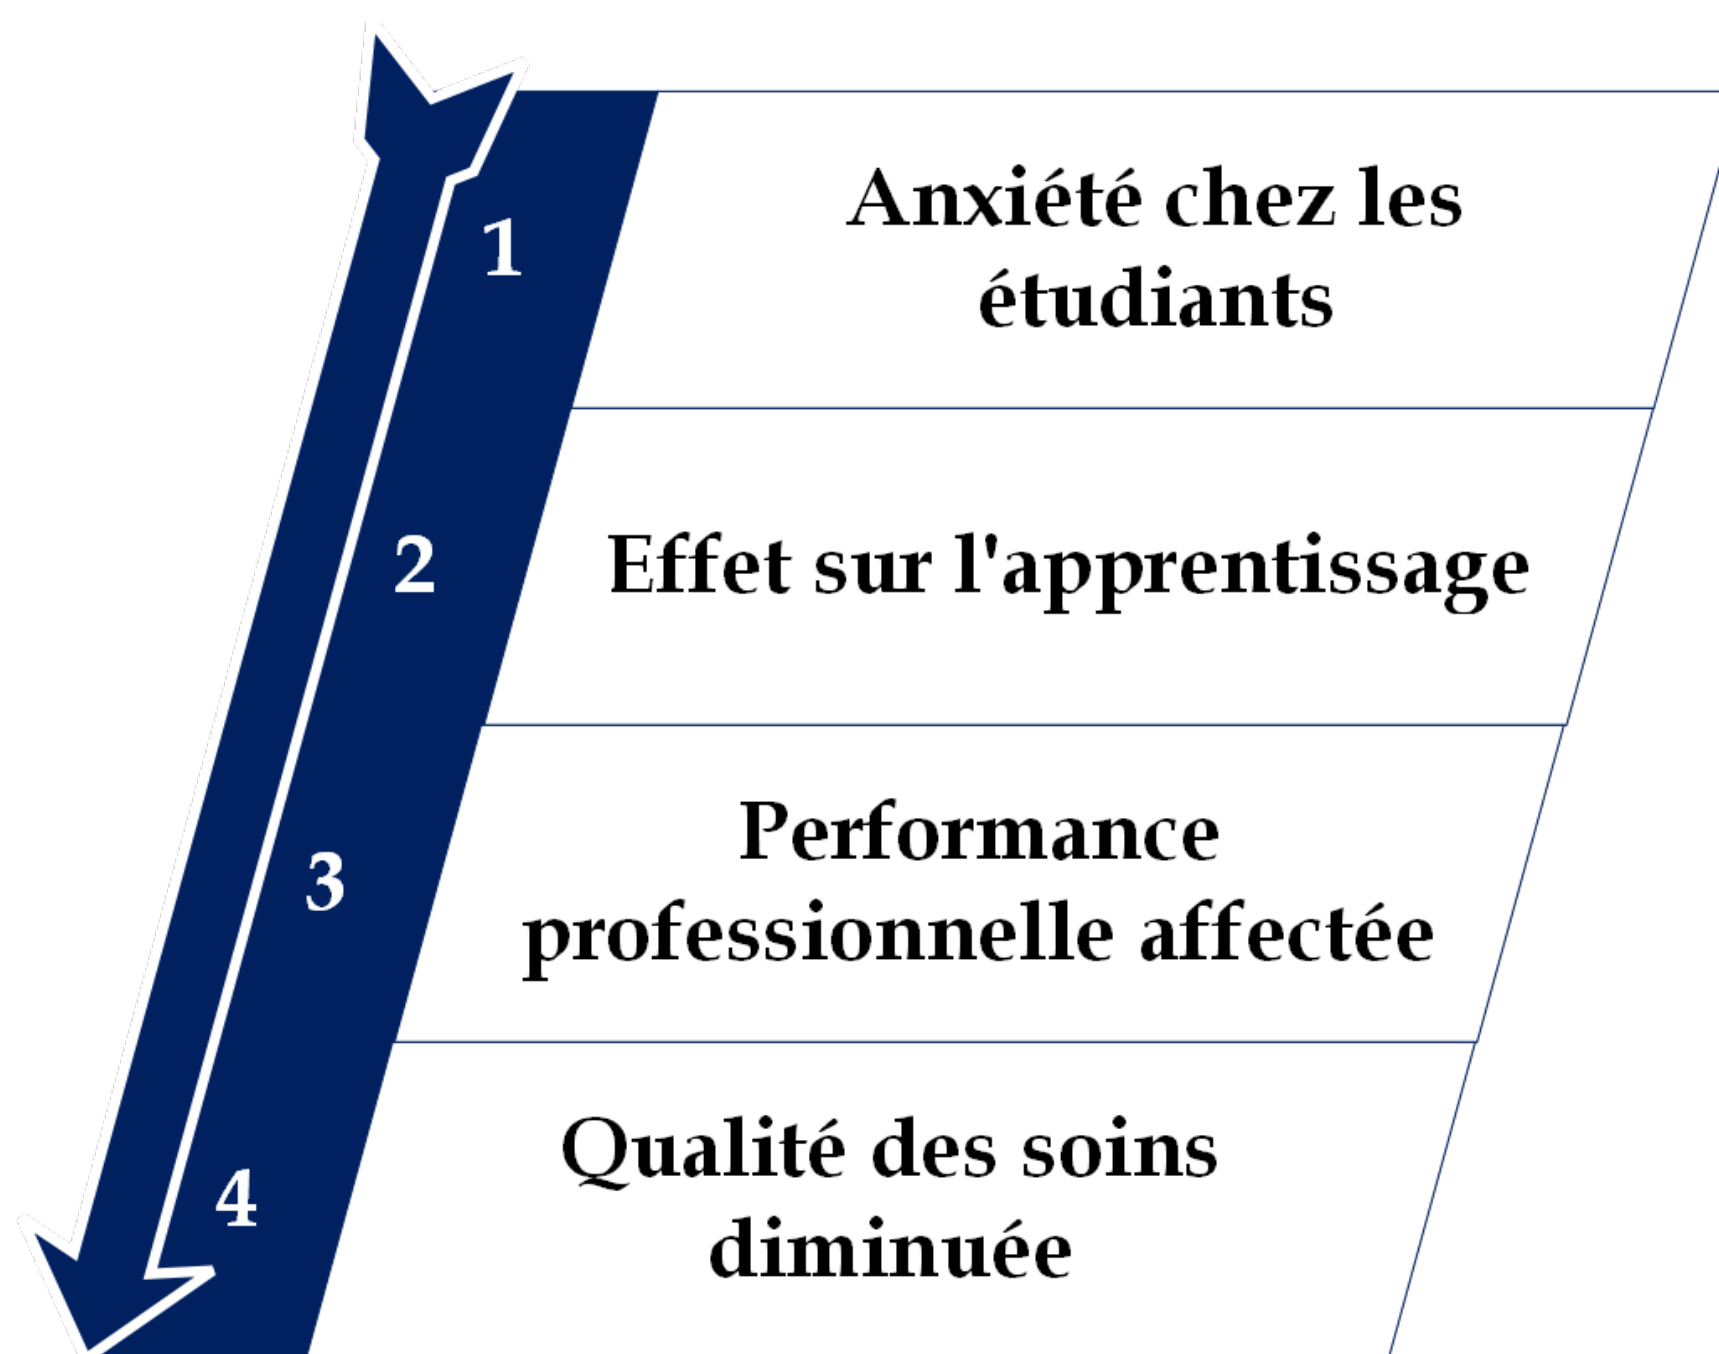 1
Anxiété chez les
étudiants
2
Effet sur l'apprentissage
3
Performance
professionnelle affectée
4
Qualité des soins
diminuée